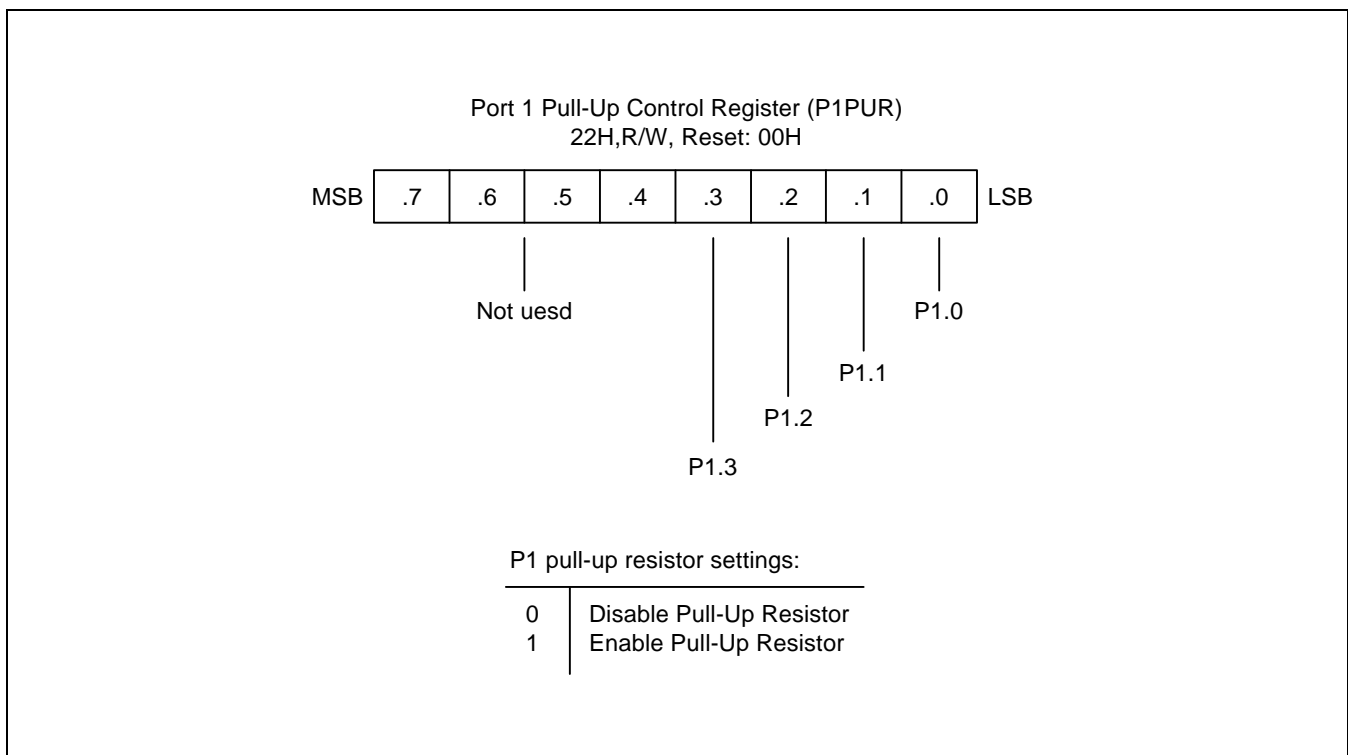 Port 1 Pull-Up Control Register (P1PUR)
22H,R/W, Reset: 00H
MSB .7 .6 .5 .4 .3 .2 .1 .0 LSB
Not uesd
P1.0
P1.1
P1.2
P1.3
P1 pull-up resistor settings:
0 Disable Pull-Up Resistor
1 Enable Pull-Up Resistor